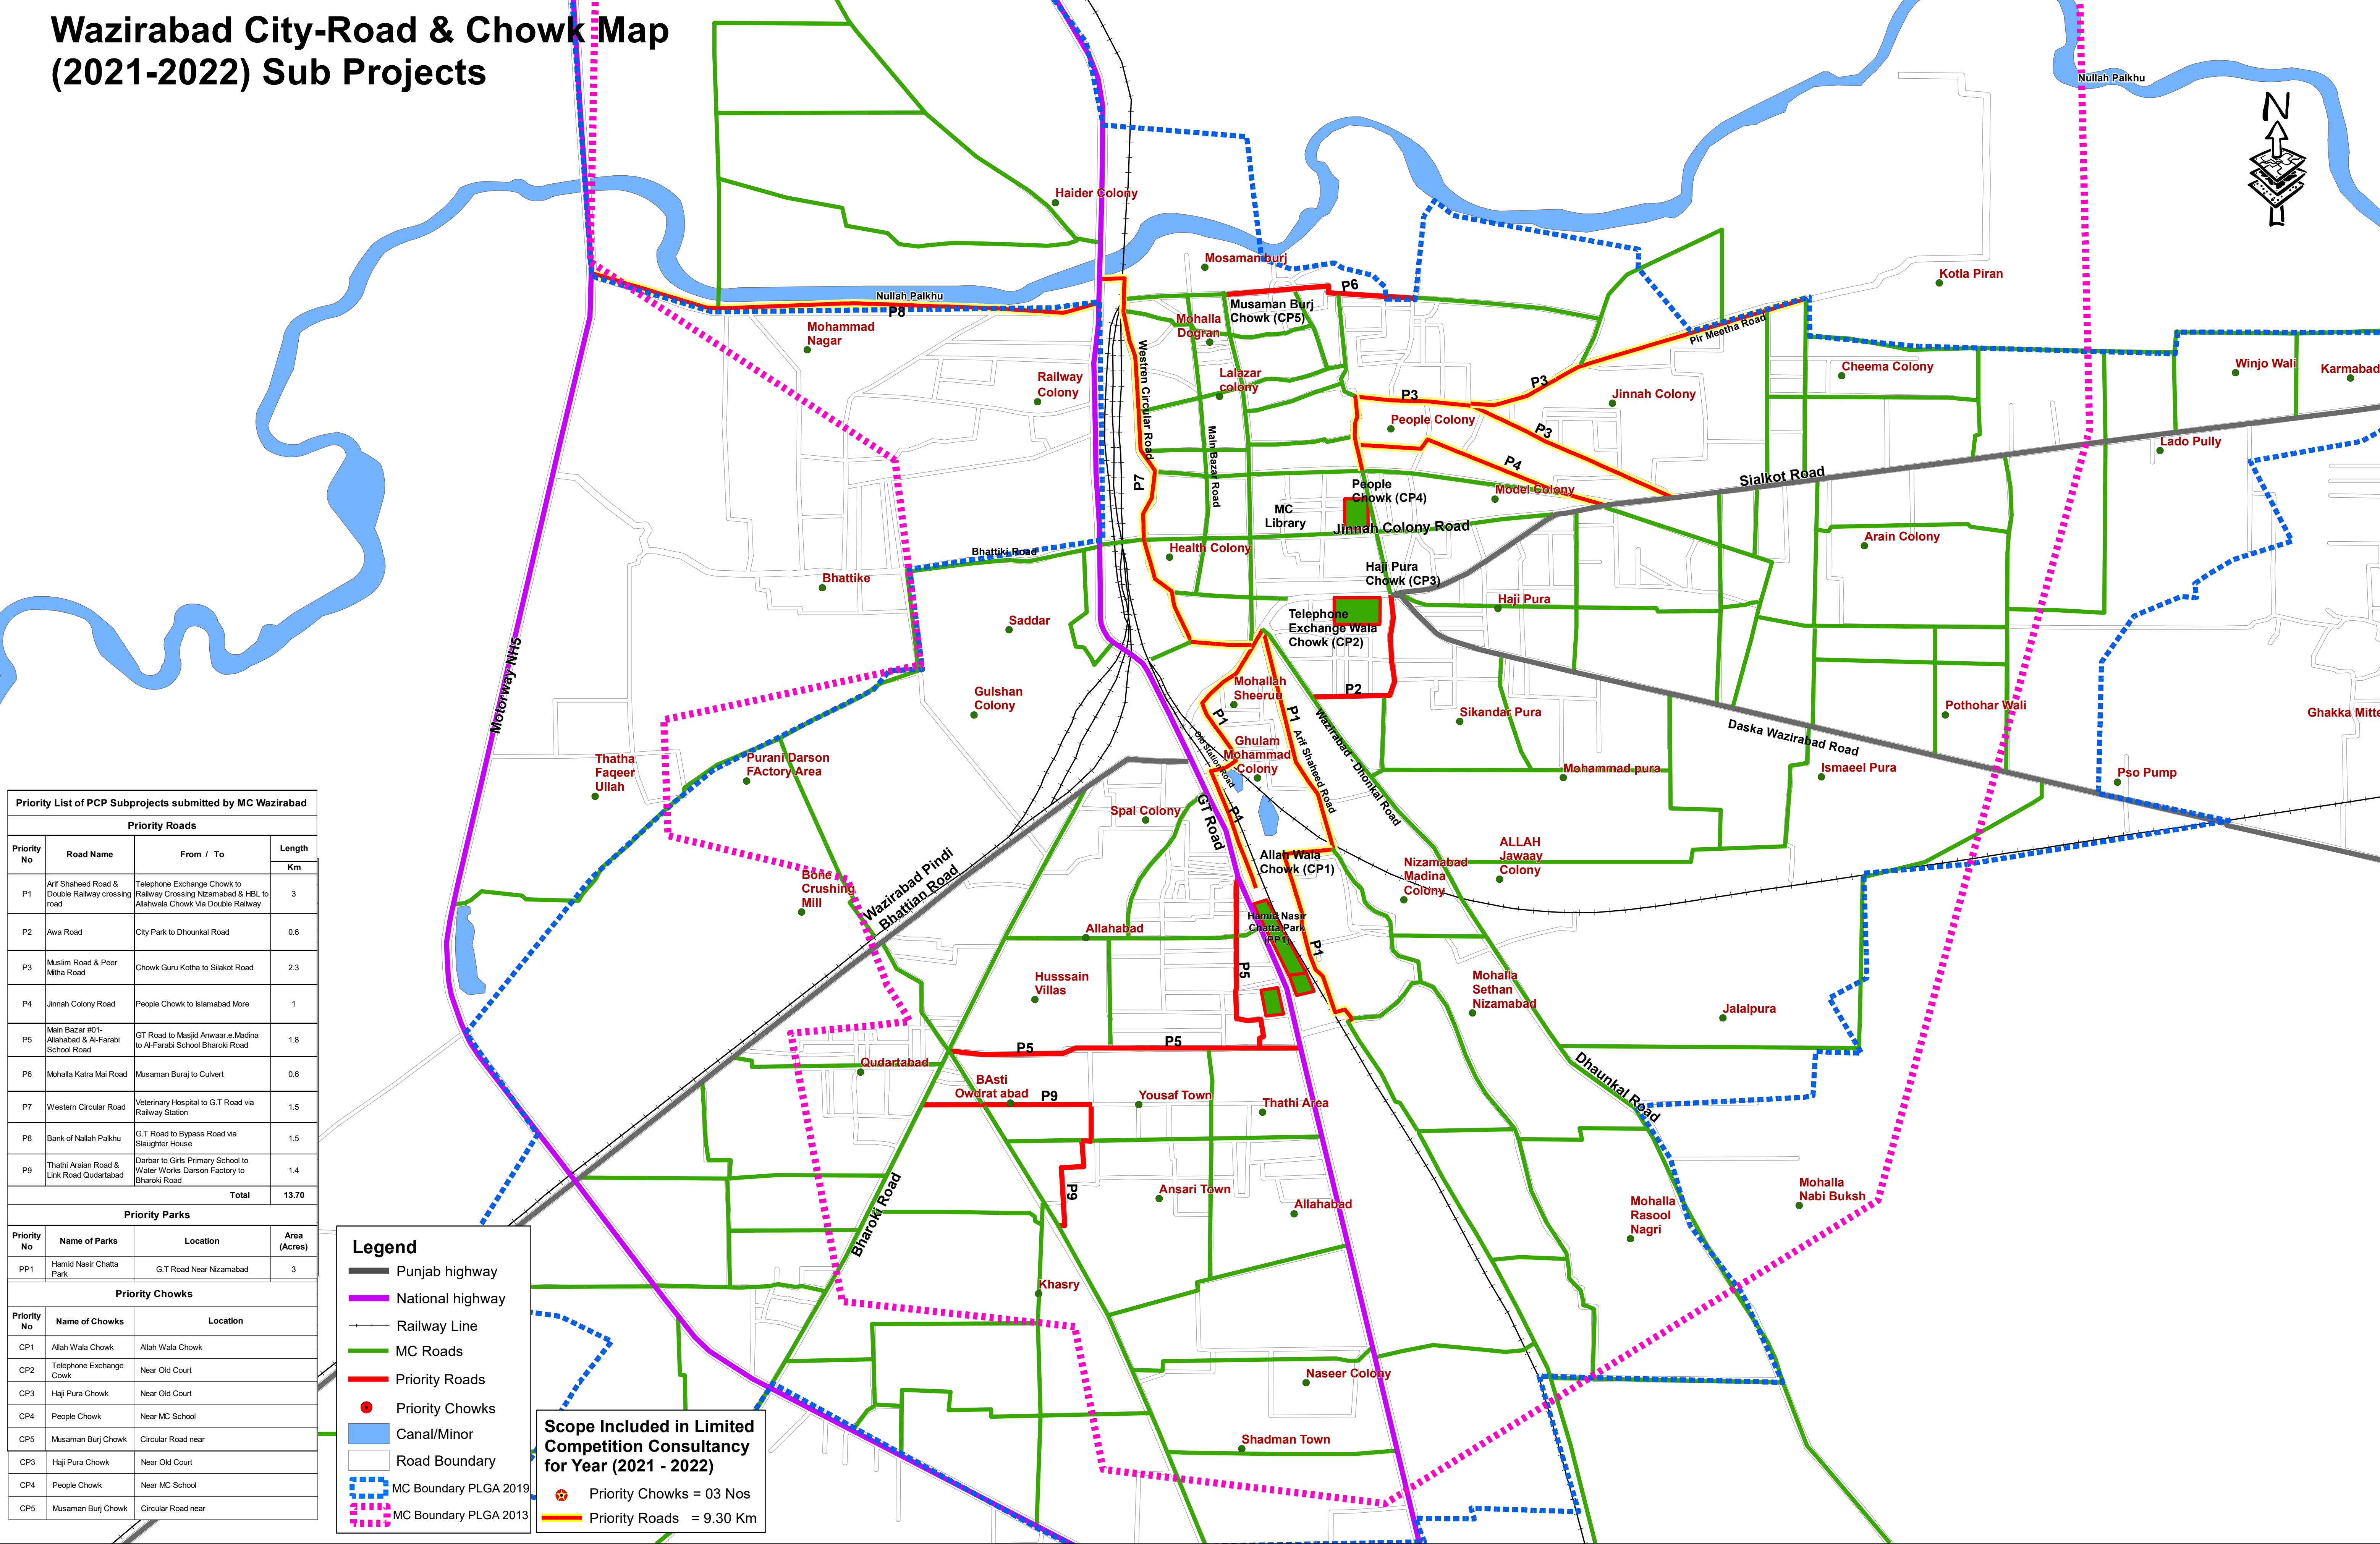 Wazirabad City-Road & Chowk Map
(2021-2022) Sub Projects
Nullah Palkhu
N
Haider Colony
Mosaman burj
Kotla Piran
Nullah Palkhu
P8
P6
Musaman Burj
Chowk (CP5)
Mohammad
Nagar
Mohalla
Dogran
Pir Meetha Road
Westren Circular Road
Railway
Colony
Lalazar
colony
P3
P3
Jinnah Colony
Cheema Colony
Winjo Wali
Karmabad
People Colony
P3
Main Bazar Road
Lado Pully
P4
P7
Sialkot Road
People
Chowk (CP4)
Model Colony
MC
Library
Jinnah Colony Road
Arain Colony
Bhattiki Road
Health Colony
Bhattike
Haji Pura
Chowk (CP3)
Haji Pura
Saddar
Telephone
Exchange Wala
Chowk (CP2)
Motorway NH5
Gulshan
Colony
Mohallah
Sheeruu
P2
P1
P1
Sikandar Pura
Pothohar Wali
Ghakka Mitte
Daska Wazirabad Road
Wazirabad - Dhonkal Road
Old Station Road
Arif Shaheed Road
Ghulam
Mohammad
Colony
Thatha
Faqeer
Ullah
Purani Darson
FActory Area
Mohammad pura
Ismaeel Pura
Pso Pump
Spal Colony
GT Road
P1
Allah Wala
Chowk (CP1)
ALLAH
Jawaay
Colony
Nizamabad
Madina
Colony
Bone
Crushing
Mill
Wazirabad Pindi
Bhattian Road
Hamid Nasir
Chatta Park
(PP1)
Allahabad
P1
P5
Husssain
Villas
Mohalla
Sethan
Nizamabad
Jalalpura
P5
P5
Qudartabad
BAsti
Owdrat abad
P9
Yousaf Town
Thathi Area
Dhaunkal Road
P9
Ansari Town
Allahabad
Mohalla
Nabi Buksh
Mohalla
Rasool
Nagri
Bharoki Road
Khasry
Naseer Colony
Shadman Town
Priority List of PCP Subprojects submitted by MC Wazirabad
Priority Roads
Priority No Road Name From / To Length Km
P1 Arif Shaheed Road & Double Railway crossing road Telephone Exchange Chowk to Railway Crossing Nizamabad & HBL to Allahwala Chowk Via Double Railway 3
P2 Awa Road City Park to Dhounkal Road 0.6
P3 Muslim Road & Peer Mitha Road Chowk Guru Kotha to Silakot Road 2.3
P4 Jinnah Colony Road People Chowk to Islamabad More 1
P5 Main Bazar #01- Allahabad & Al-Farabi School Road GT Road to Masjid Anwaar.e.Madina to Al-Farabi School Bharoki Road 1.8
P6 Mohalla Katra Mai Road Musaman Buraj to Culvert 0.6
P7 Western Circular Road Veterinary Hospital to G.T Road via Railway Station 1.5
P8 Bank of Nallah Palkhu G.T Road to Bypass Road via Slaughter House 1.5
P9 Thathi Araian Road & Link Road Qudartabad Darbar to Girls Primary School to Water Works Darson Factory to Bharoki Road 1.4
Total 13.70
Priority Parks
Priority No Name of Parks Location Area (Acres)
PP1 Hamid Nasir Chatta Park G.T Road Near Nizamabad 3
Priority Chowks
Priority No Name of Chowks Location
CP1 Allah Wala Chowk Allah Wala Chowk
CP2 Telephone Exchange Cowk Near Old Court
CP3 Haji Pura Chowk Near Old Court
CP4 People Chowk Near MC School
CP5 Musaman Burj Chowk Circular Road near
CP3 Haji Pura Chowk Near Old Court
CP4 People Chowk Near MC School
CP5 Musaman Burj Chowk Circular Road near
Legend
Punjab highway
National highway
Railway Line
MC Roads
Priority Roads
Priority Chowks
Canal/Minor
Road Boundary
MC Boundary PLGA 2019
MC Boundary PLGA 2013
Scope Included in Limited
Competition Consultancy
for Year (2021 - 2022)
Priority Chowks = 03 Nos
Priority Roads = 9.30 Km